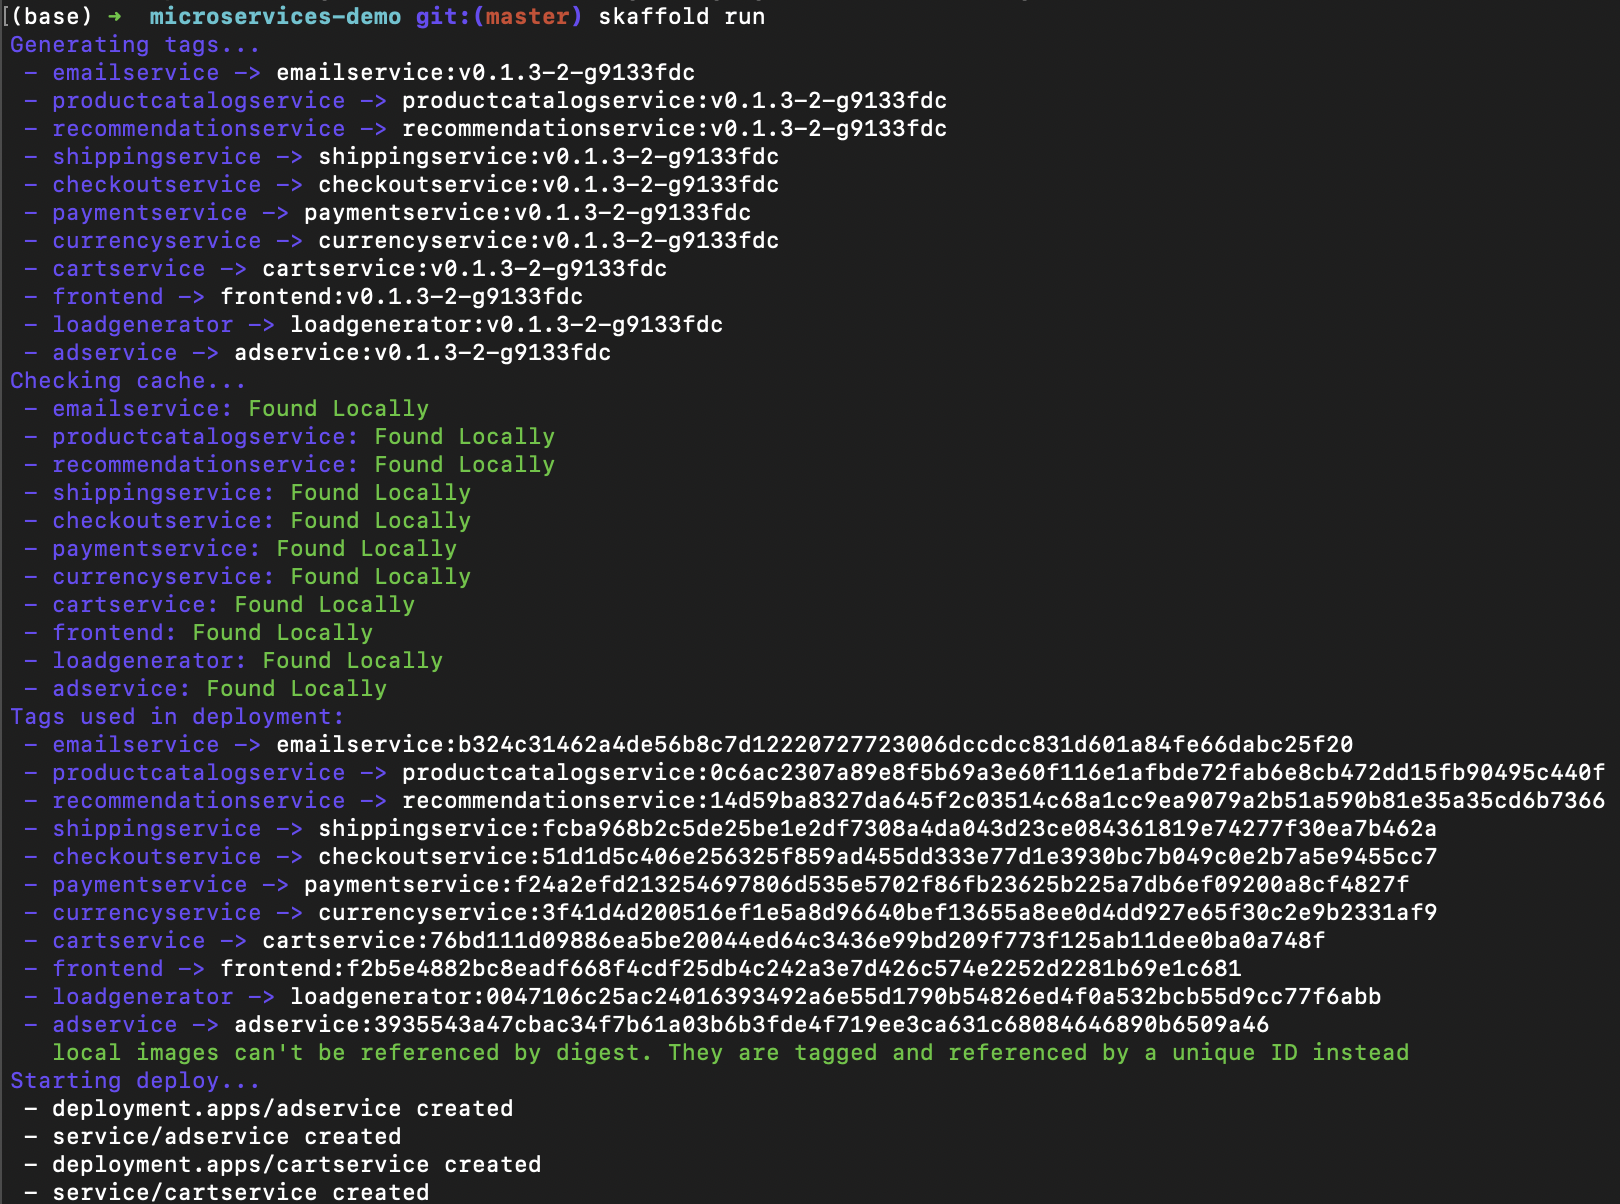 [(base) ➜  microservices-demo git:(master) skaffold run
Generating tags...
 - emailservice -> emailservice:v0.1.3-2-g9133fdc
 - productcatalogservice -> productcatalogservice:v0.1.3-2-g9133fdc
 - recommendationservice -> recommendationservice:v0.1.3-2-g9133fdc
 - shippingservice -> shippingservice:v0.1.3-2-g9133fdc
 - checkoutservice -> checkoutservice:v0.1.3-2-g9133fdc
 - paymentservice -> paymentservice:v0.1.3-2-g9133fdc
 - currencyservice -> currencyservice:v0.1.3-2-g9133fdc
 - cartservice -> cartservice:v0.1.3-2-g9133fdc
 - frontend -> frontend:v0.1.3-2-g9133fdc
 - loadgenerator -> loadgenerator:v0.1.3-2-g9133fdc
 - adservice -> adservice:v0.1.3-2-g9133fdc
Checking cache...
 - emailservice: Found Locally
 - productcatalogservice: Found Locally
 - recommendationservice: Found Locally
 - shippingservice: Found Locally
 - checkoutservice: Found Locally
 - paymentservice: Found Locally
 - currencyservice: Found Locally
 - cartservice: Found Locally
 - frontend: Found Locally
 - loadgenerator: Found Locally
 - adservice: Found Locally
Tags used in deployment:
 - emailservice -> emailservice:b324c31462a4de56b8c7d12220727723006dccdcc831d601a84fe66dabc25f20
 - productcatalogservice -> productcatalogservice:0c6ac2307a89e8f5b69a3e60f116e1afbde72fab6e8cb472dd15fb90495c440f
 - recommendationservice -> recommendationservice:14d59ba8327da645f2c03514c68a1cc9ea9079a2b51a590b81e35a35cd6b7366
 - shippingservice -> shippingservice:fcba968b2c5de25be1e2df7308a4da043d23ce084361819e74277f30ea7b462a
 - checkoutservice -> checkoutservice:51d1d5c406e256325f859ad455dd333e77d1e3930bc7b049c0e2b7a5e9455cc7
 - paymentservice -> paymentservice:f24a2efd213254697806d535e5702f86fb23625b225a7db6ef09200a8cf4827f
 - currencyservice -> currencyservice:3f41d4d200516ef1e5a8d96640bef13655a8ee0d4dd927e65f30c2e9b2331af9
 - cartservice -> cartservice:76bd111d09886ea5be20044ed64c3436e99bd209f773f125ab11dee0ba0a748f
 - frontend -> frontend:f2b5e4882bc8eadf668f4cdf25db4c242a3e7d426c574e2252d2281b69e1c681
 - loadgenerator -> loadgenerator:0047106c25ac24016393492a6e55d1790b54826ed4f0a532bcb55d9cc77f6abb
 - adservice -> adservice:3935543a47cbac34f7b61a03b6b3fde4f719ee3ca631c68084646890b6509a46
   local images can't be referenced by digest. They are tagged and referenced by a unique ID instead
Starting deploy...
 - deployment.apps/adservice created
 - service/adservice created
 - deployment.apps/cartservice created
 - service/cartservice created